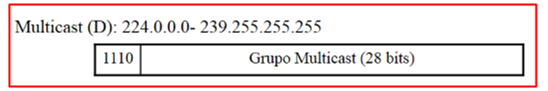 Multicast (D): 224.0.0.0- 239.255.255.255
1110 Grupo Multicast (28 bits)